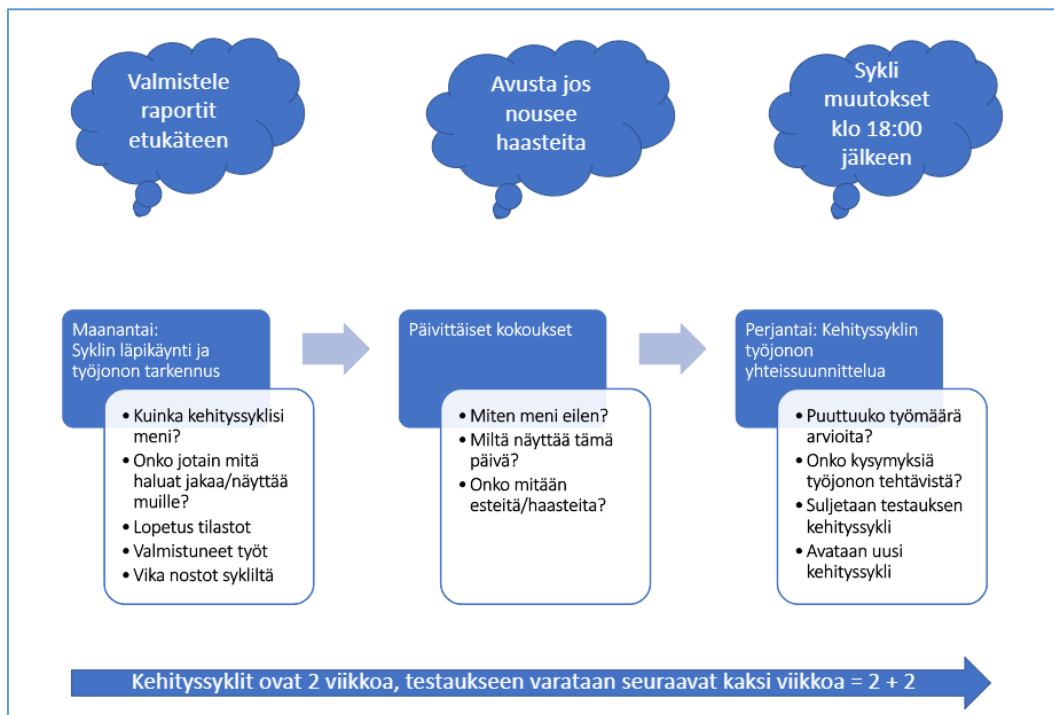 Valmistele
raportit
etukäteen
Avusta jos
nousee
haasteita
Sykli
muutokset
klo 18:00
jälkeen
Maanantai:
Syklin läpikäynti ja
työjonon tarkennus
• Kuinka kehityssyklisi
meni?
• Onko jotain mitä
haluat jakaa/näyttää
muille?
• Lopetus tilastot
• Valmistuneet työt
• Vika nostot sykliltä
Päivittäiset kokoukset
• Miten meni eilen?
• Miltä näyttää tämä
päivä?
• Onko mitään
esteitä/haasteita?
Perjantai: Kehityssyklin
työjonon
yhteissuunnittelua
• Puuttuuko työmäärä
arvioita?
• Onko kysymyksiä
työjonon tehtävistä?
• Suljetaan testauksen
kehityssykli
• Avataan uusi
kehityssykli
Kehityssyklit ovat 2 viikkoa, testaukseen varataan seuraavat kaksi viikkoa = 2 + 2